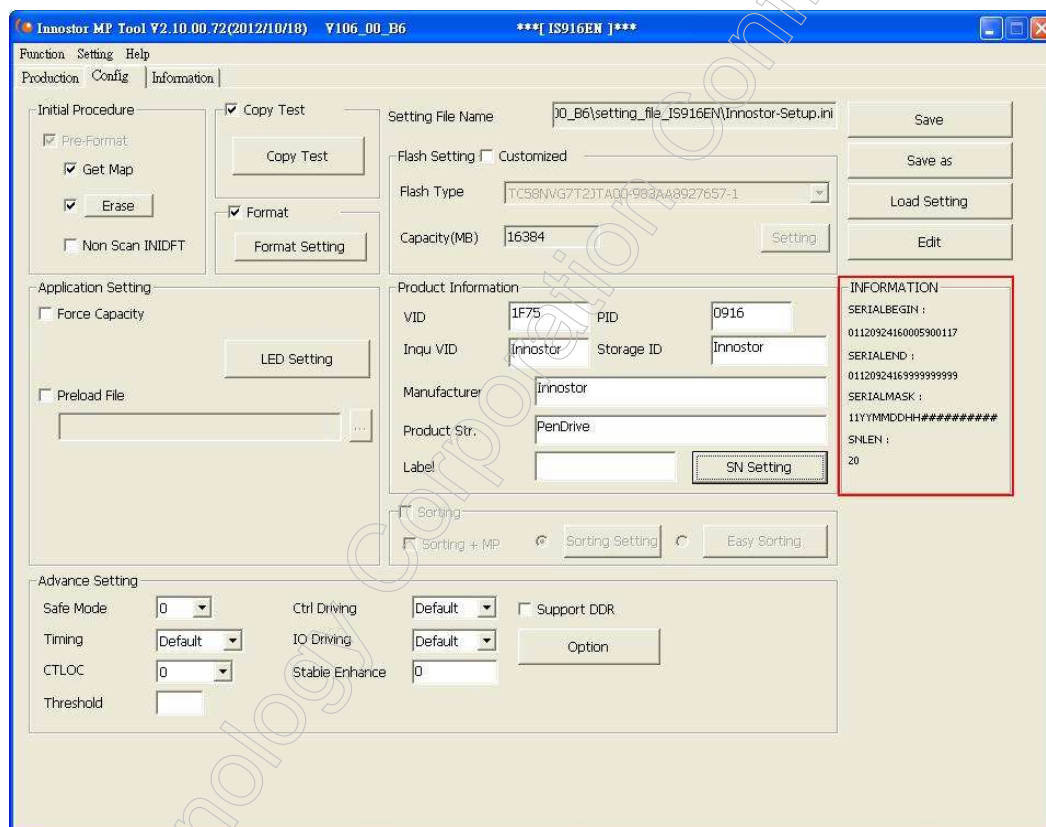 Innostor MP Tool V2.10.00.72(2012/10/18) V106_00_B6 ***[ IS916EN ]***
Function Setting Help
Production Config Information
Initial Procedure
Pre-Format
Get Map
Erase
Non Scan INIDFT
Copy Test
Copy Test
Format
Format Setting
Setting File Name
00_B6\setting_file_IS916EN\Innostor-Setup.ini
Flash Setting Customized
Flash Type TC58NVG7T2JTA00-983AA8927657-1
Capacity(MB) 16384 Setting
Save
Save as
Load Setting
Edit
Application Setting
Force Capacity
LED Setting
Preload File
...
Product Information
VID 1F75 PID 0916
Inqu VID Innostor Storage ID Innostor
Manufacturer Innostor
Product Str. PenDrive
Label SN Setting
INFORMATION
SERIALBEGIN :
01120924160005900117
SERIALEND :
01120924169999999999
SERIALMASK :
11YYMMDDHH##########
SNLEN :
20
Sorting
Sorting + MP Sorting Setting Easy Sorting
Advance Setting
Safe Mode 0 Ctrl Driving Default Support DDR
Timing Default IO Driving Default Option
CTLOC 0 Stable Enhance 0
Threshold
nology Corporation Con